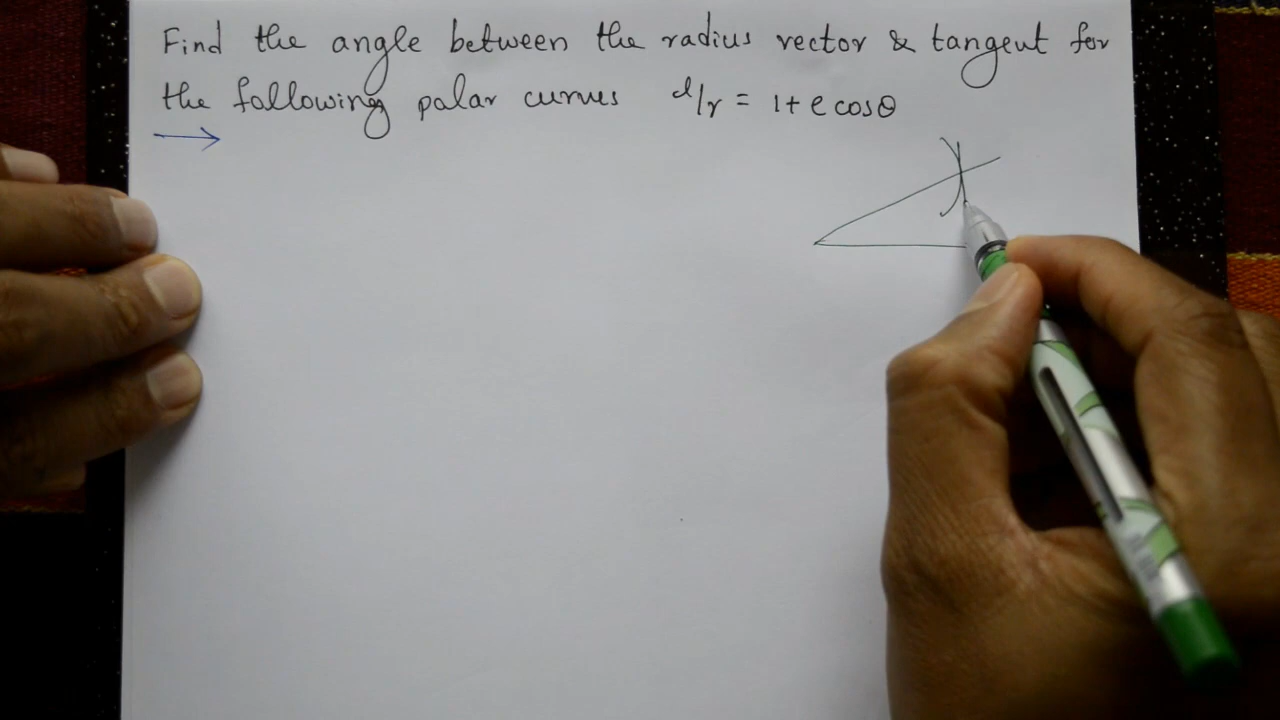 Find the angle between the radius vector & tangent for
the following polar curves l/r = 1 + e cosθ